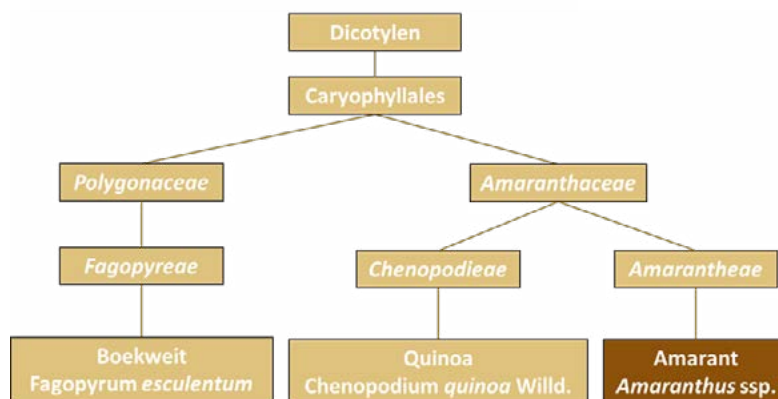 Dicotylen
Caryophyllales
Polygonaceae
Amaranthaceae
Fagopyreae
Chenopodieae
Amarantheae
Boekweit
Fagopyrum esculentum
Quinoa
Chenopodium quinoa Willd.
Amarant
Amaranthus ssp.